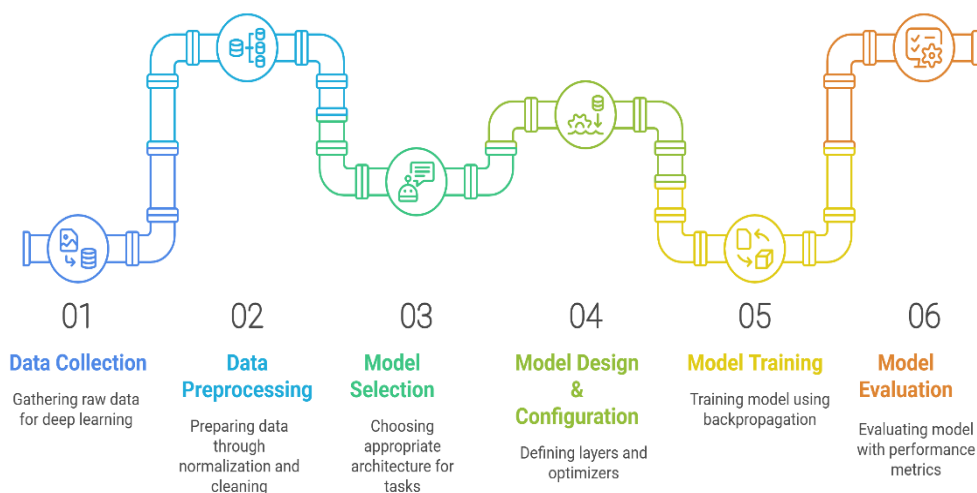 01
Data Collection
Gathering raw data
for deep learning
02
Data
Preprocessing
Preparing data
through
normalization and
cleaning
03
Model
Selection
Choosing
appropriate
architecture for
tasks
04
Model Design
&
Configuration
Defining layers and
optimizers
05
Model Training
Training model using
backpropagation
06
Model
Evaluation
Evaluating model
with performance
metrics